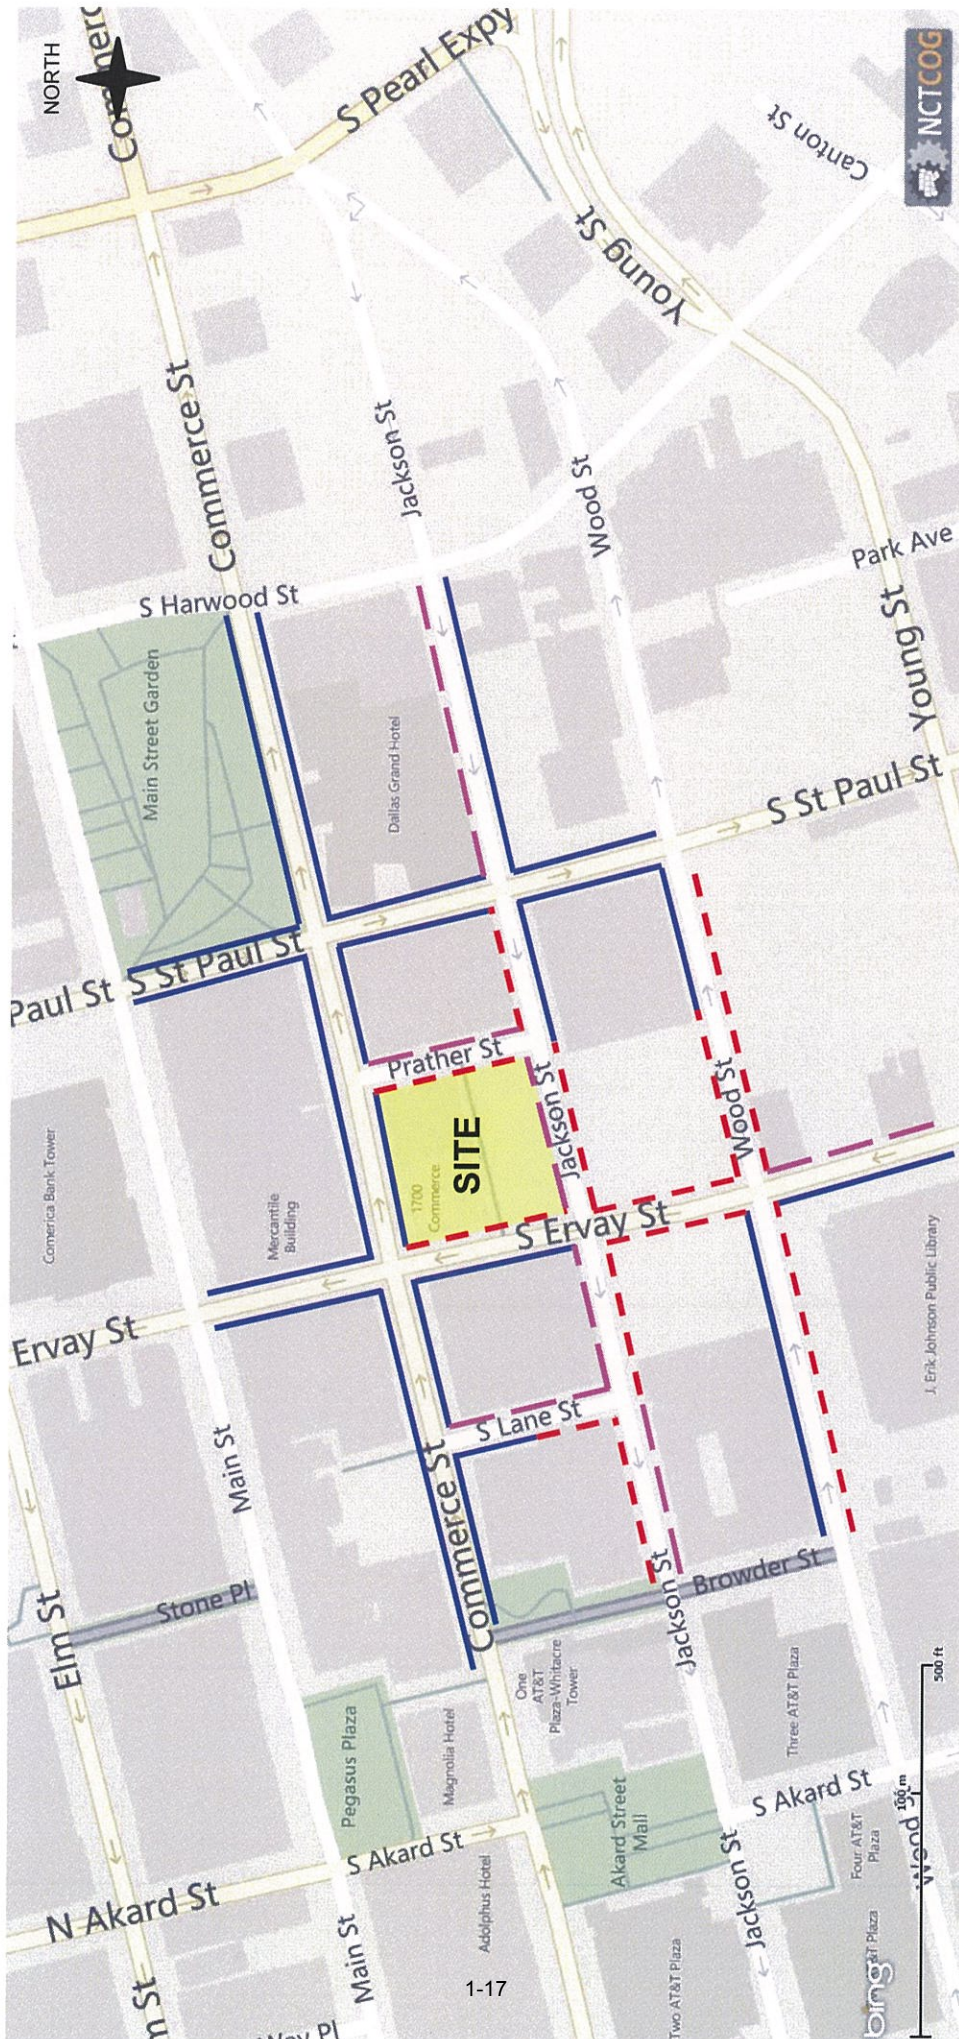 NORTH
Commerc
S Pearl Expy
NCTCOG
Canton St
Young St
Commerce St
Jackson St
Wood St
Park Ave
S Harwood St
Young St
Main Street Garden
Dallas Grand Hotel
S St Paul St
Paul St
S St Paul St
Prather St
Jackson St
Wood St
Comerica Bank Tower
Mercantile
Building
1700
Commerce
SITE
S Ervay St
Ervay St
J. Erik Johnson Public Library
S Lane St
Main St
Commerce St
Browder St
Stone Pl
Elm St
Jackson St
One
AT&T
Plaza-Whitacre
Tower
Three AT&T Plaza
500 ft
Pegasus Plaza
Magnolia Hotel
Akard Street
Mall
S Akard St
100 m
S Akard St
Four AT&T
Plaza
N Akard St
Adolphus Hotel
Jackson St
Main St
1-17
Two AT&T Plaza
bing